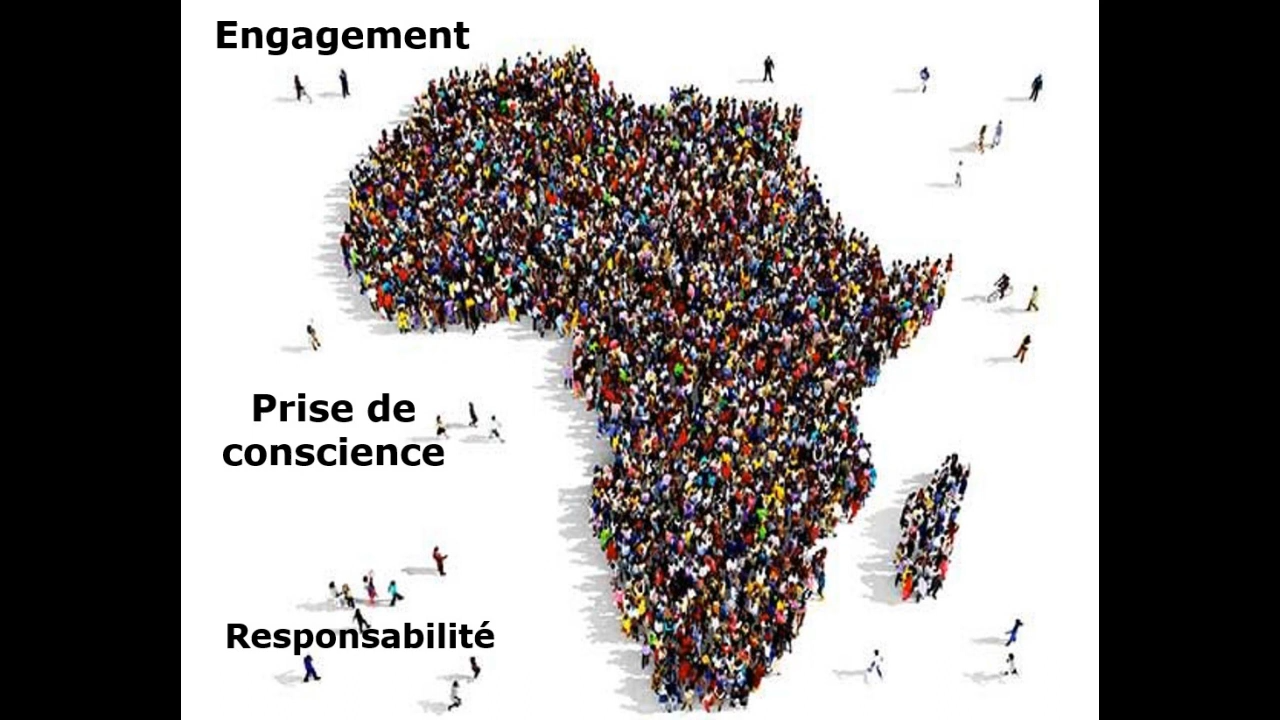 Engagement
Prise de
conscience
Responsabilité